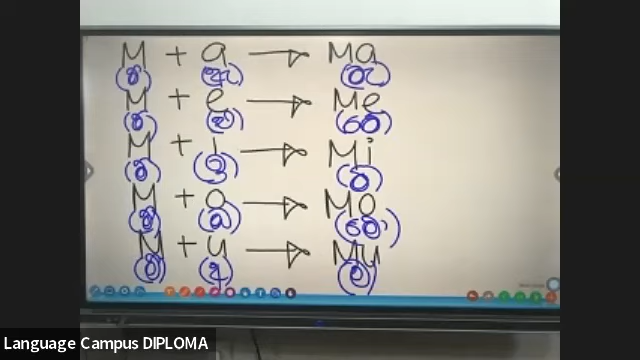 M + a → Ma
(ම්) (ඇ) (මැ)
M + e → Me
(ම්) (එ) (මෙ)
M + i → Mi
(ම්) (ඉ) (මි)
M + o → Mo
(ම්) (ඔ) (මො)
M + u → Mu
(ම්) (අ) (ම)
Language Campus DIPLOMA